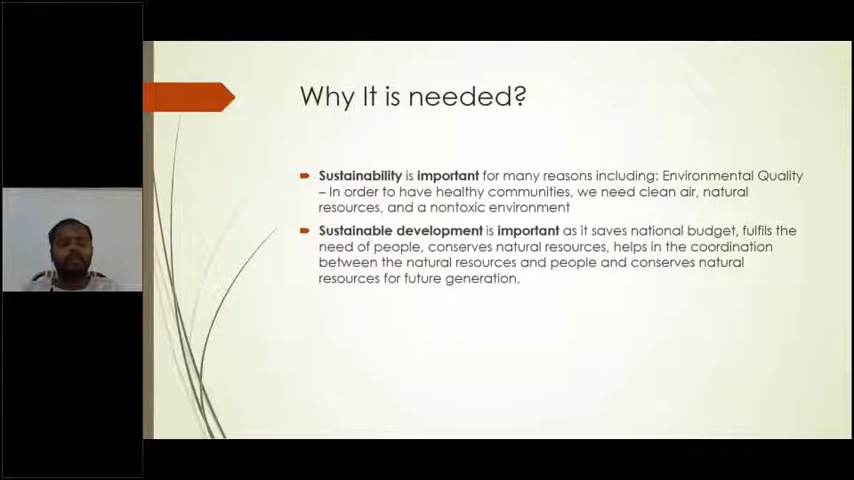 Why It is needed?
Sustainability is important for many reasons including: Environmental Quality
– In order to have healthy communities, we need clean air, natural
resources, and a nontoxic environment
Sustainable development is important as it saves national budget, fulfils the
need of people, conserves natural resources, helps in the coordination
between the natural resources and people and conserves natural
resources for future generation.